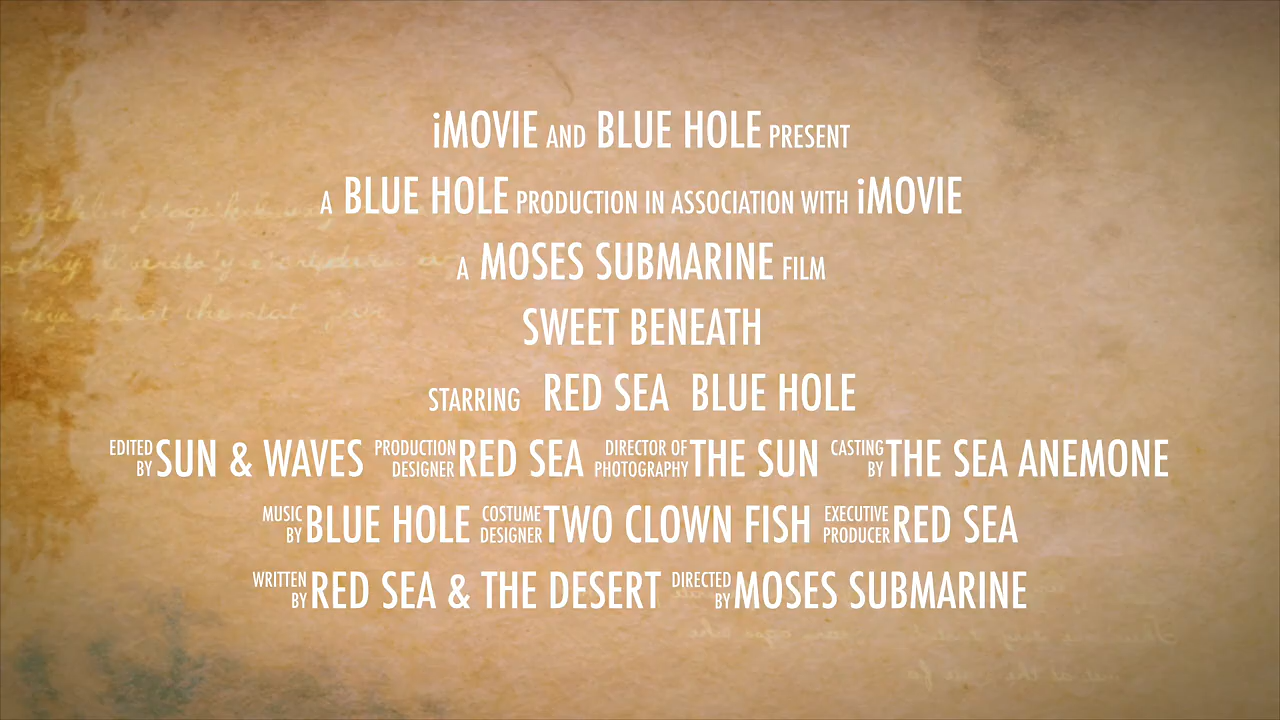 iMOVIE AND BLUE HOLE PRESENT
A BLUE HOLE PRODUCTION IN ASSOCIATION WITH iMOVIE
A MOSES SUBMARINE FILM
SWEET BENEATH
STARRING RED SEA BLUE HOLE
EDITED BY SUN & WAVES PRODUCTION DESIGNER RED SEA DIRECTOR OF PHOTOGRAPHY THE SUN CASTING BY THE SEA ANEMONE
MUSIC BY BLUE HOLE COSTUME DESIGNER TWO CLOWN FISH EXECUTIVE PRODUCER RED SEA
WRITTEN BY RED SEA & THE DESERT DIRECTED BY MOSES SUBMARINE